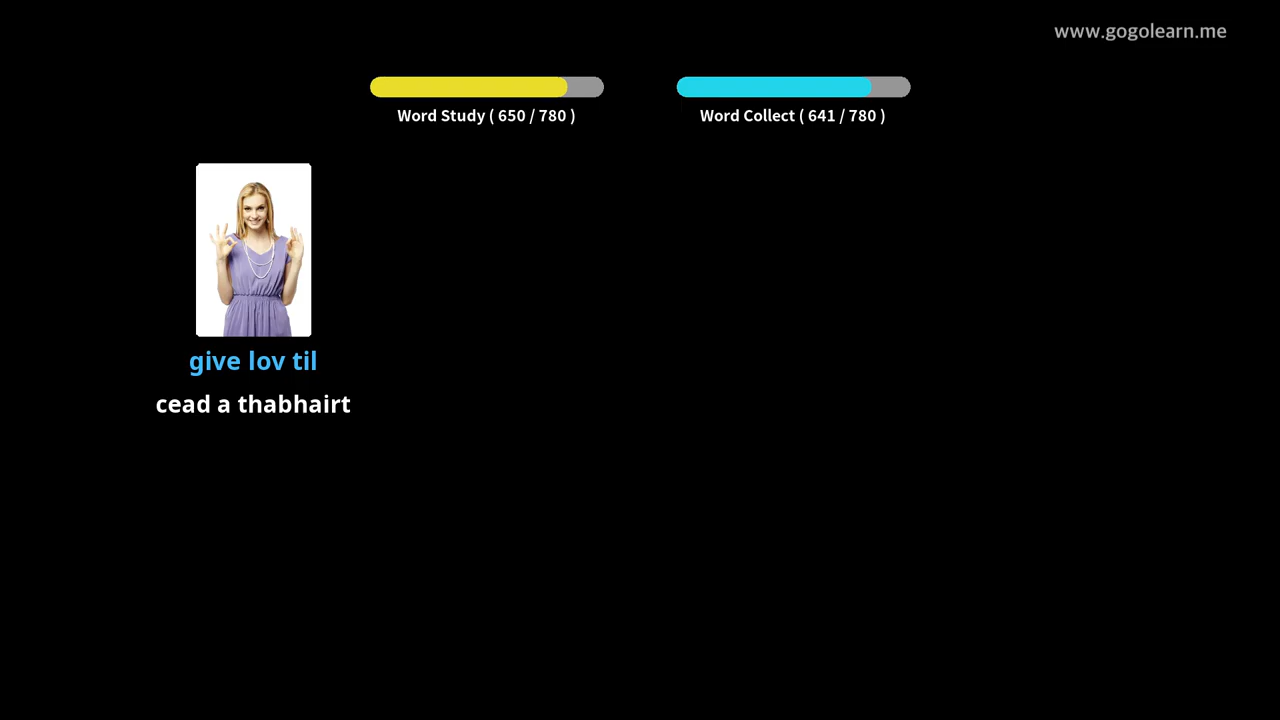 www.gogolearn.me
Word Study ( 650 / 780 )
Word Collect ( 641 / 780 )
give lov til
cead a thabhairt